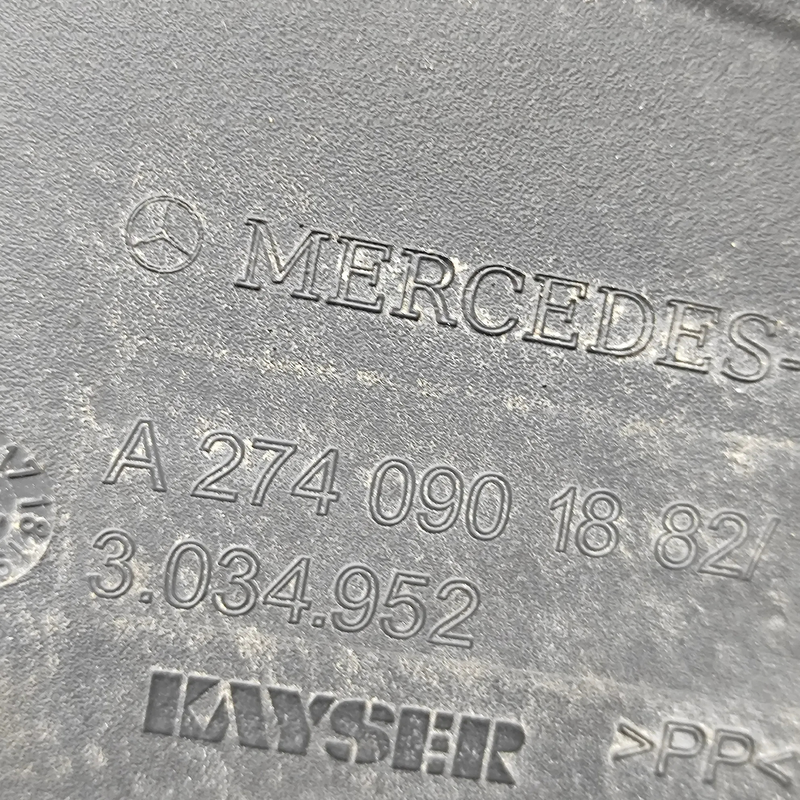 MERCEDES-
A 274 090 18 82/
3.034.952
KAYSER >PP<